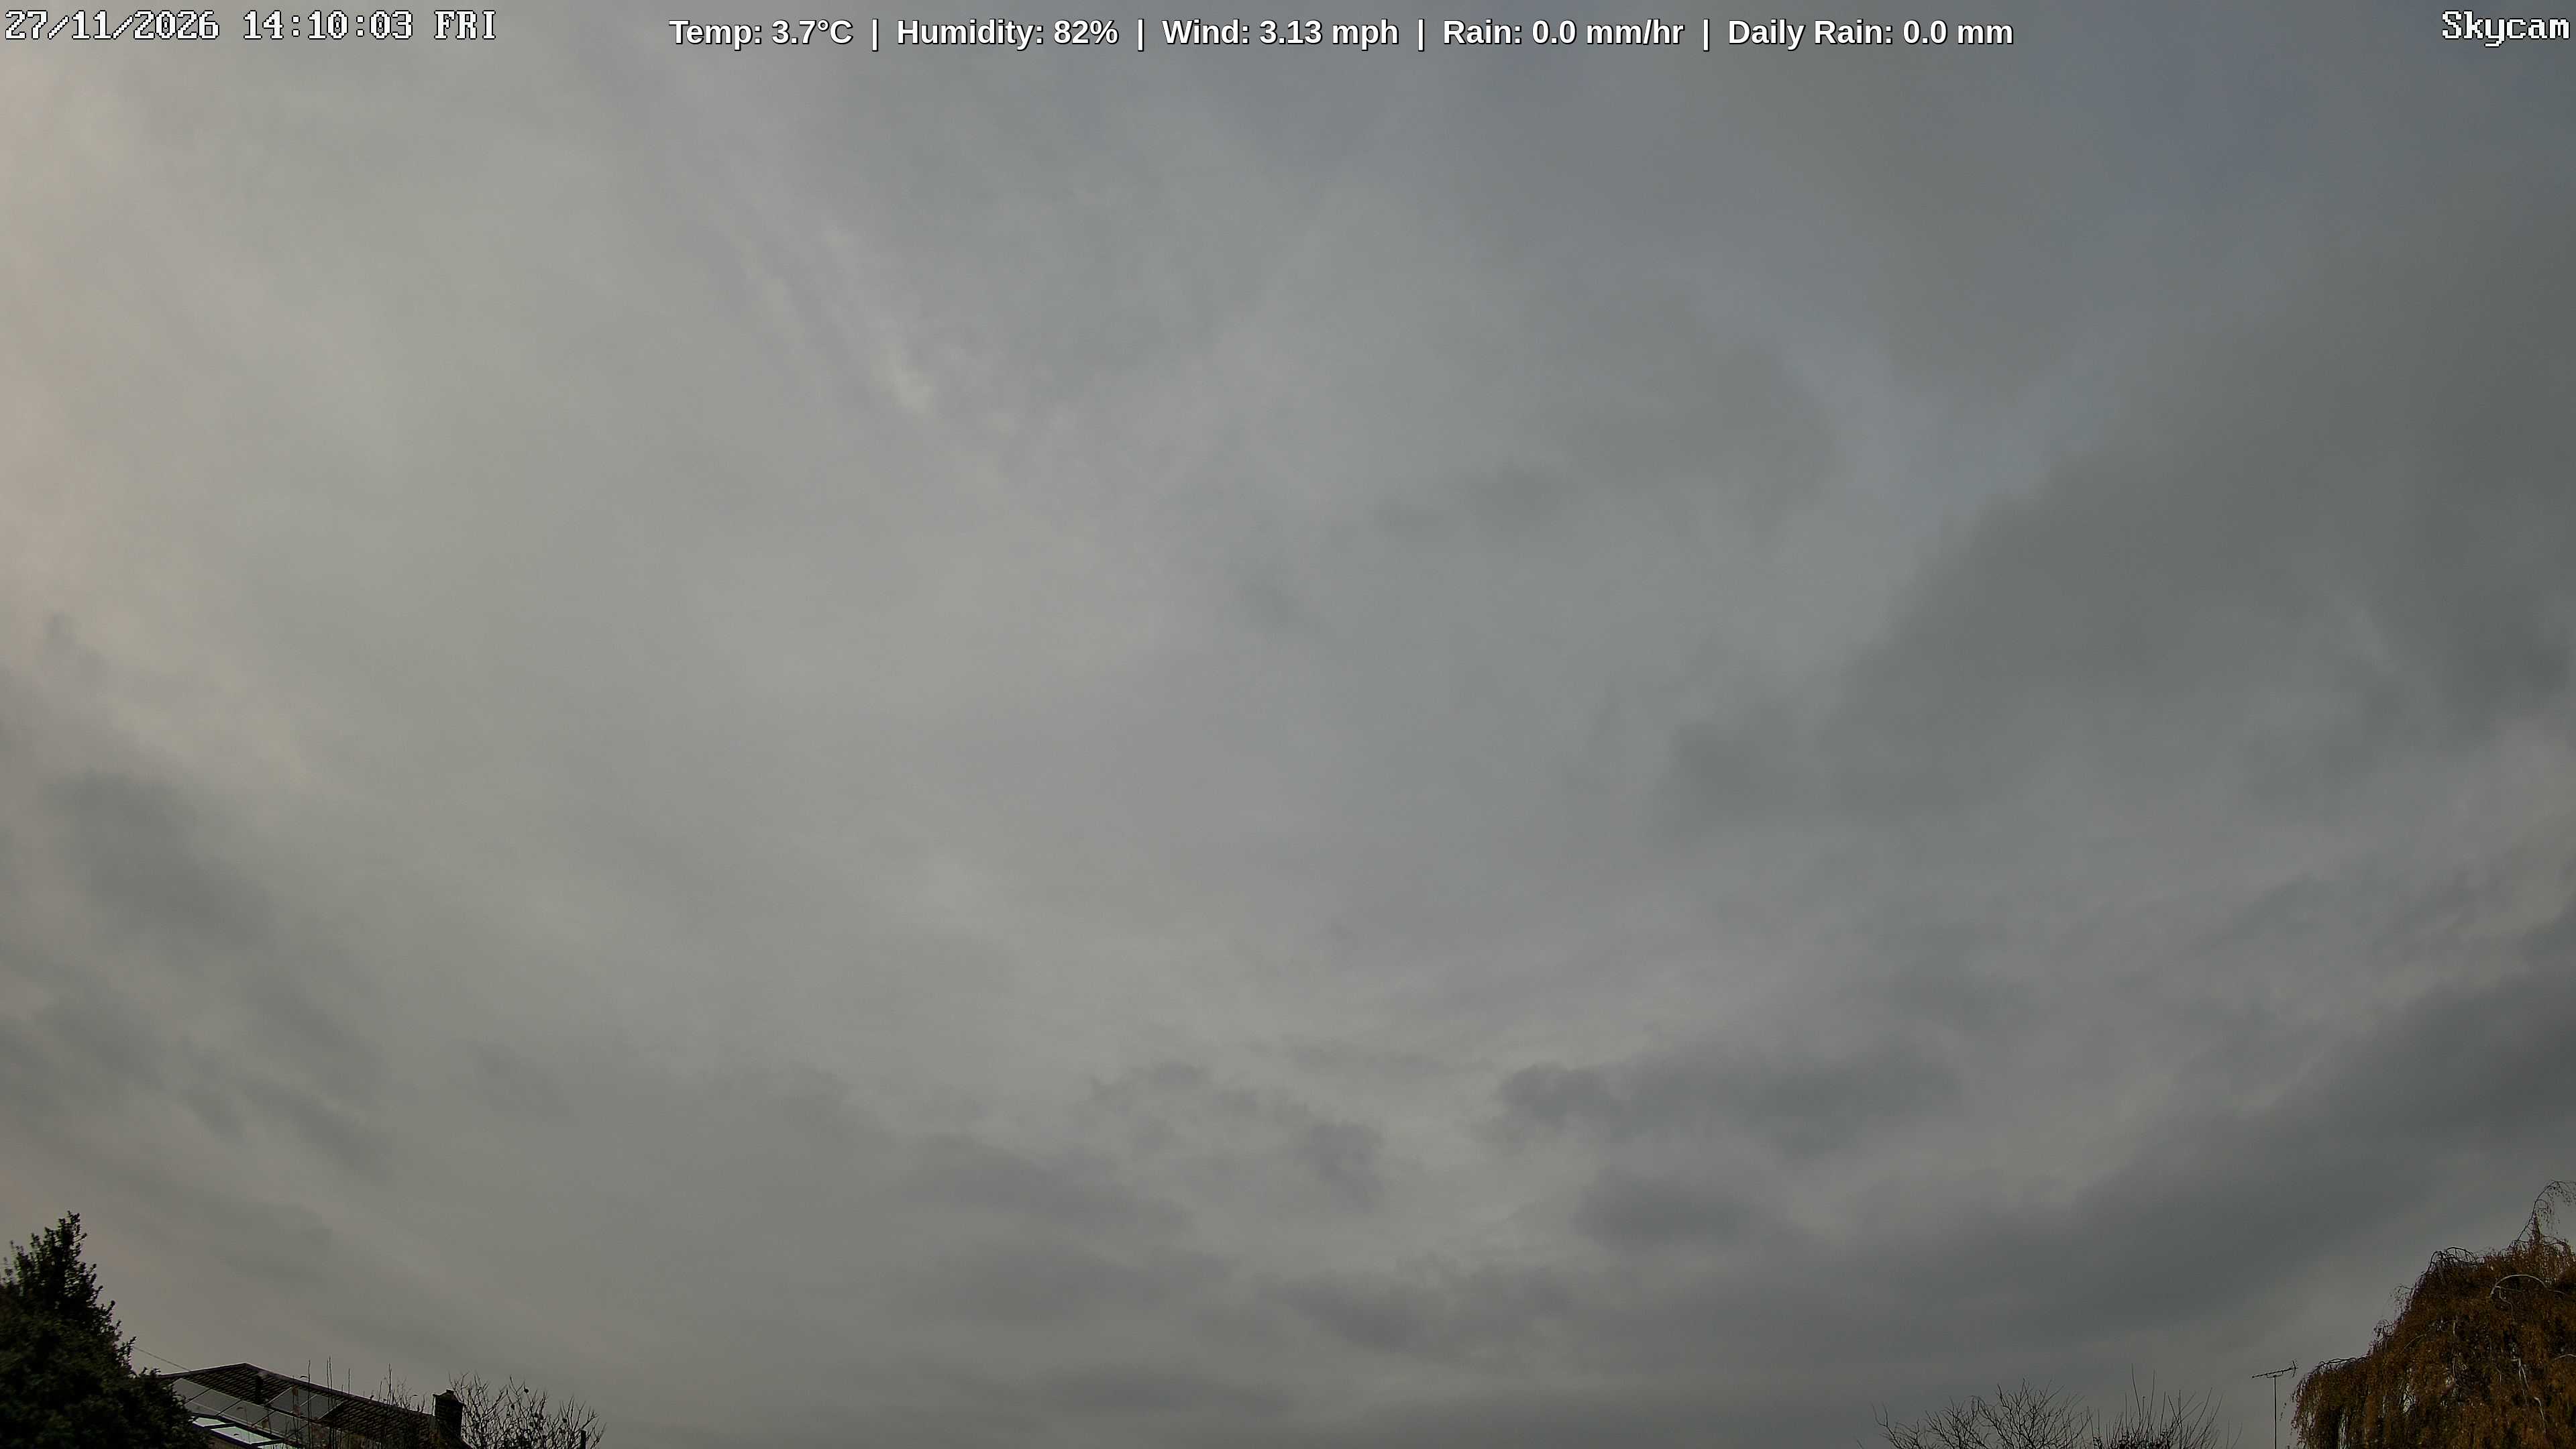 27/11/2026 14:10:03 FRI
Temp: 3.7°C | Humidity: 82% | Wind: 3.13 mph | Rain: 0.0 mm/hr | Daily Rain: 0.0 mm
Skycam